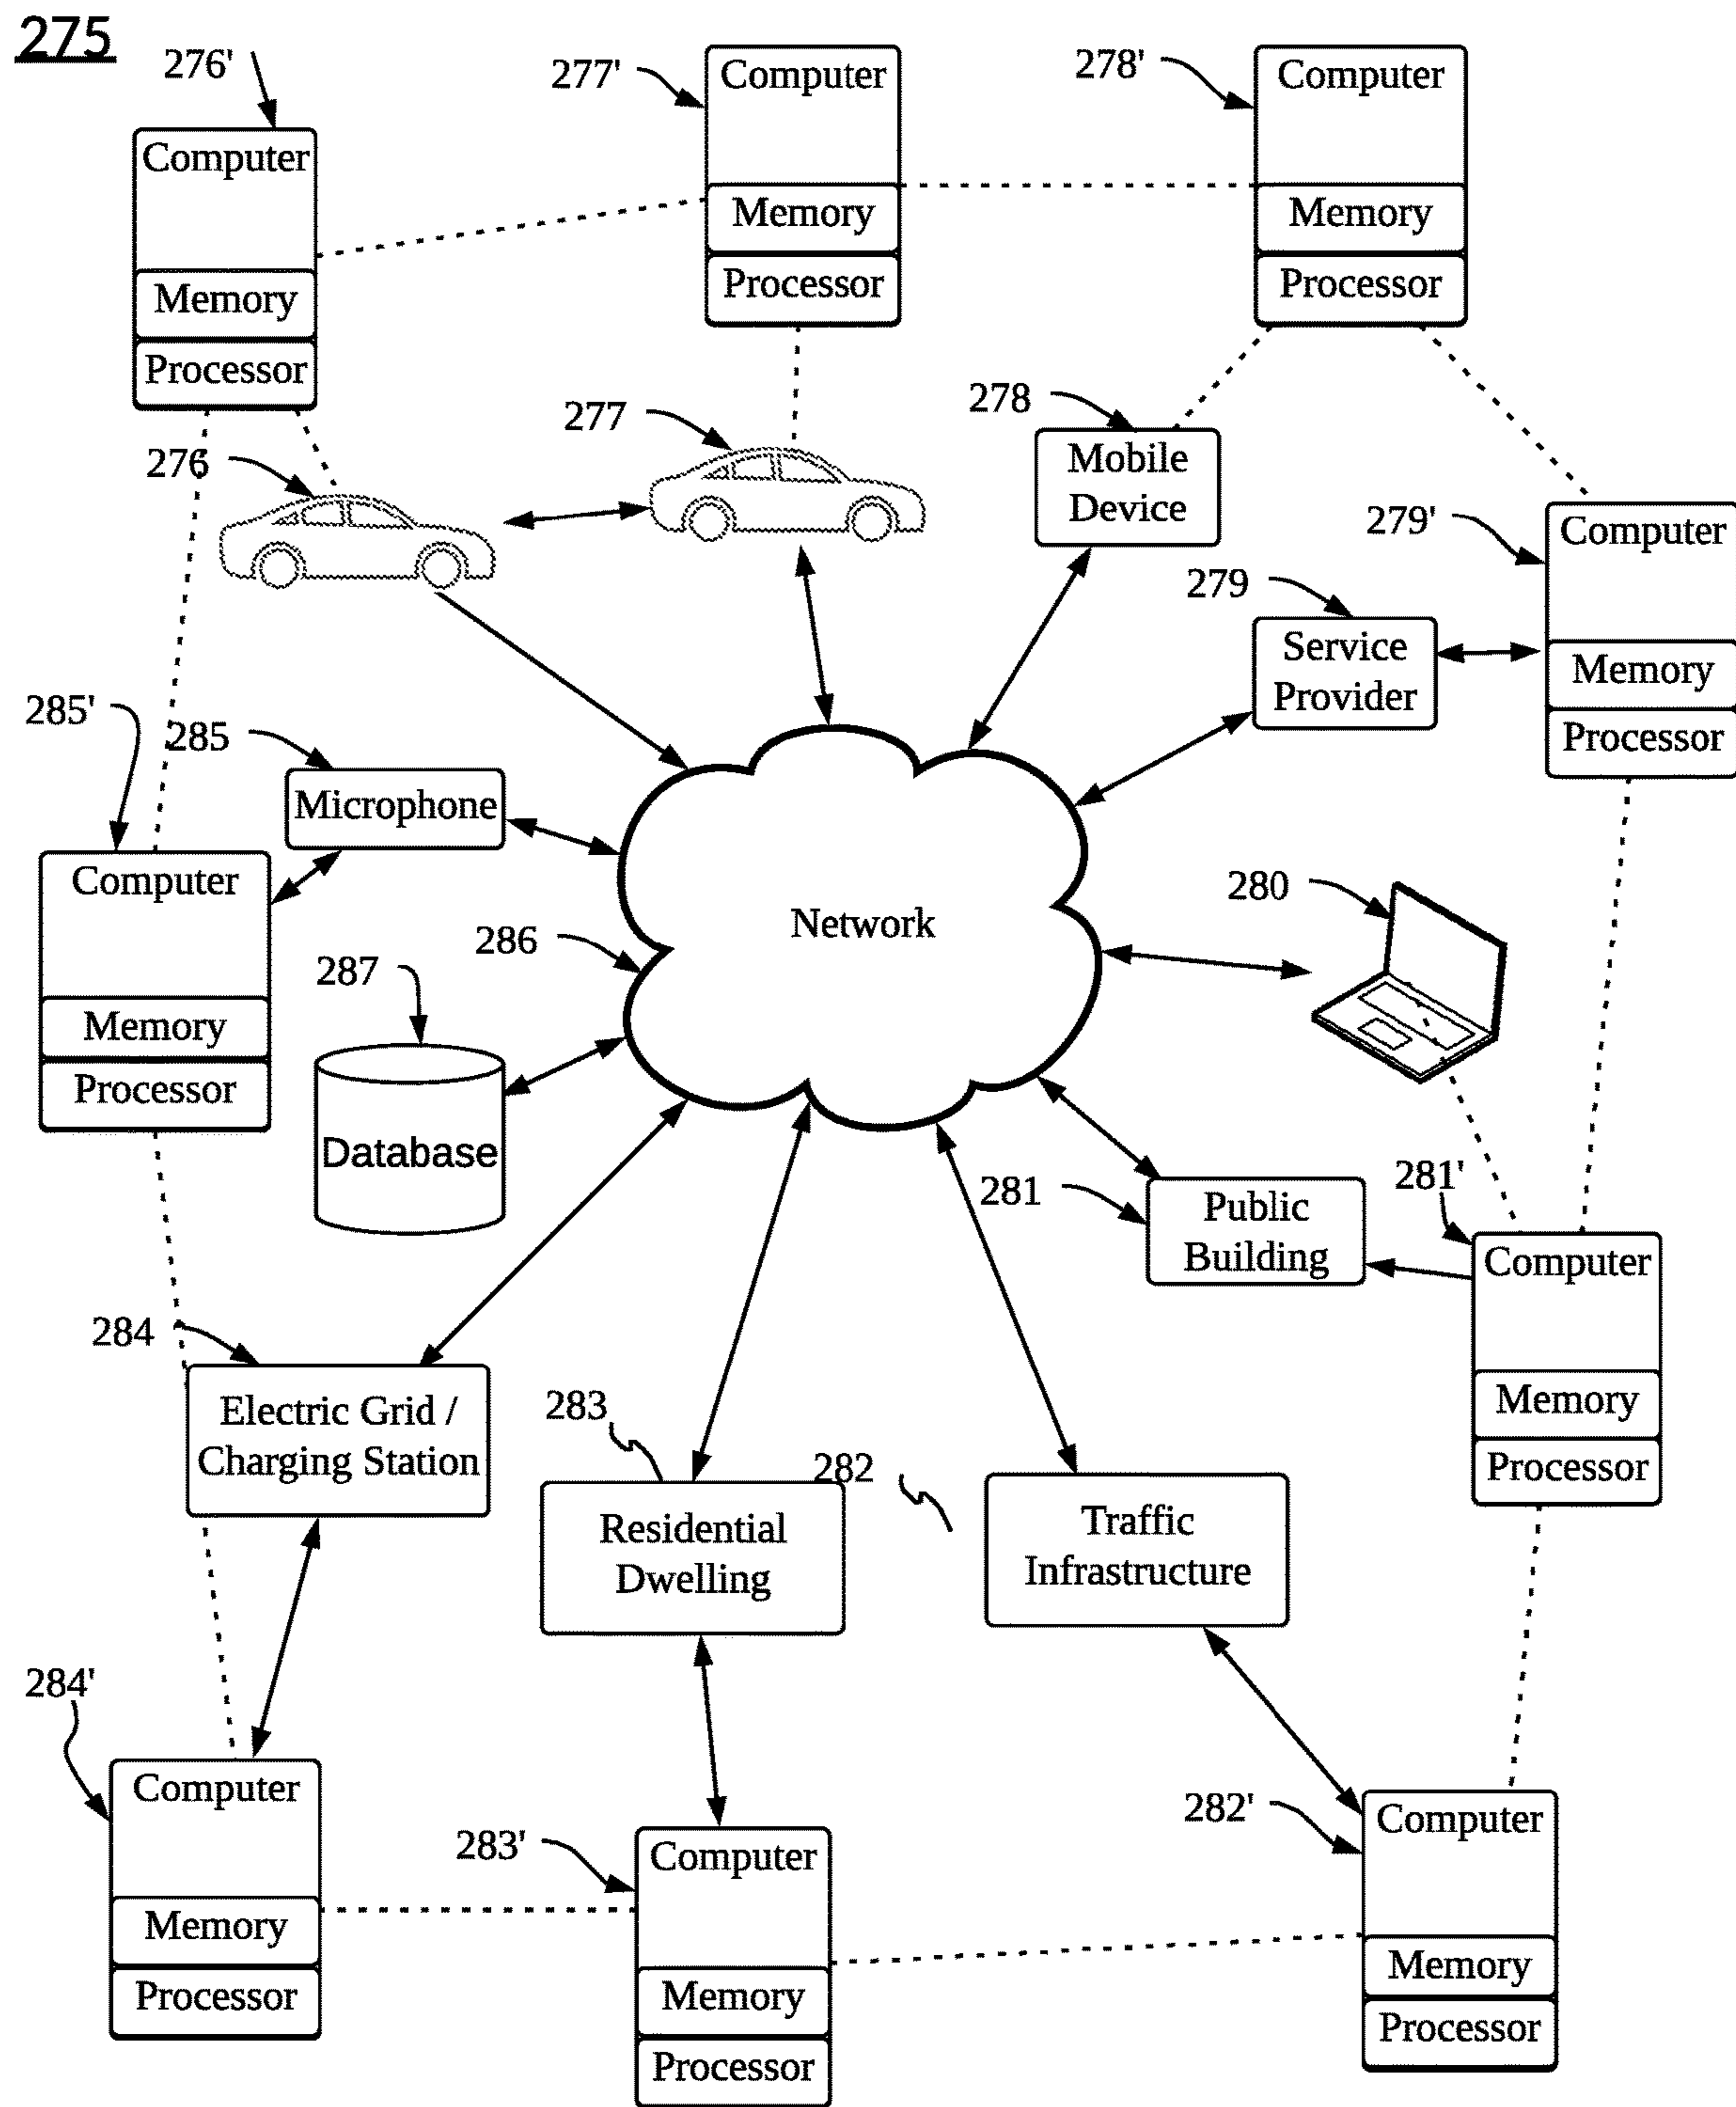 275
276'
277'
278'
Computer
Memory
Processor
Computer
Memory
Processor
Computer
Memory
Processor
276
277
278
Mobile
Device
279'
Computer
Memory
Processor
279
Service
Provider
285'
285
Microphone
Computer
Memory
Processor
286
Network
280
287
Database
281
Public
Building
281'
Computer
Memory
Processor
284
Electric Grid /
Charging Station
283
Residential
Dwelling
282
Traffic
Infrastructure
284'
Computer
Memory
Processor
283'
Computer
Memory
Processor
282'
Computer
Memory
Processor